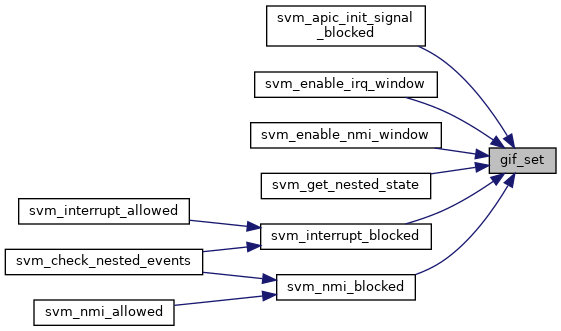 svm_apic_init_signal
_blocked
svm_enable_irq_window
svm_enable_nmi_window
gif_set
svm_get_nested_state
svm_interrupt_allowed
svm_interrupt_blocked
svm_check_nested_events
svm_nmi_blocked
svm_nmi_allowed